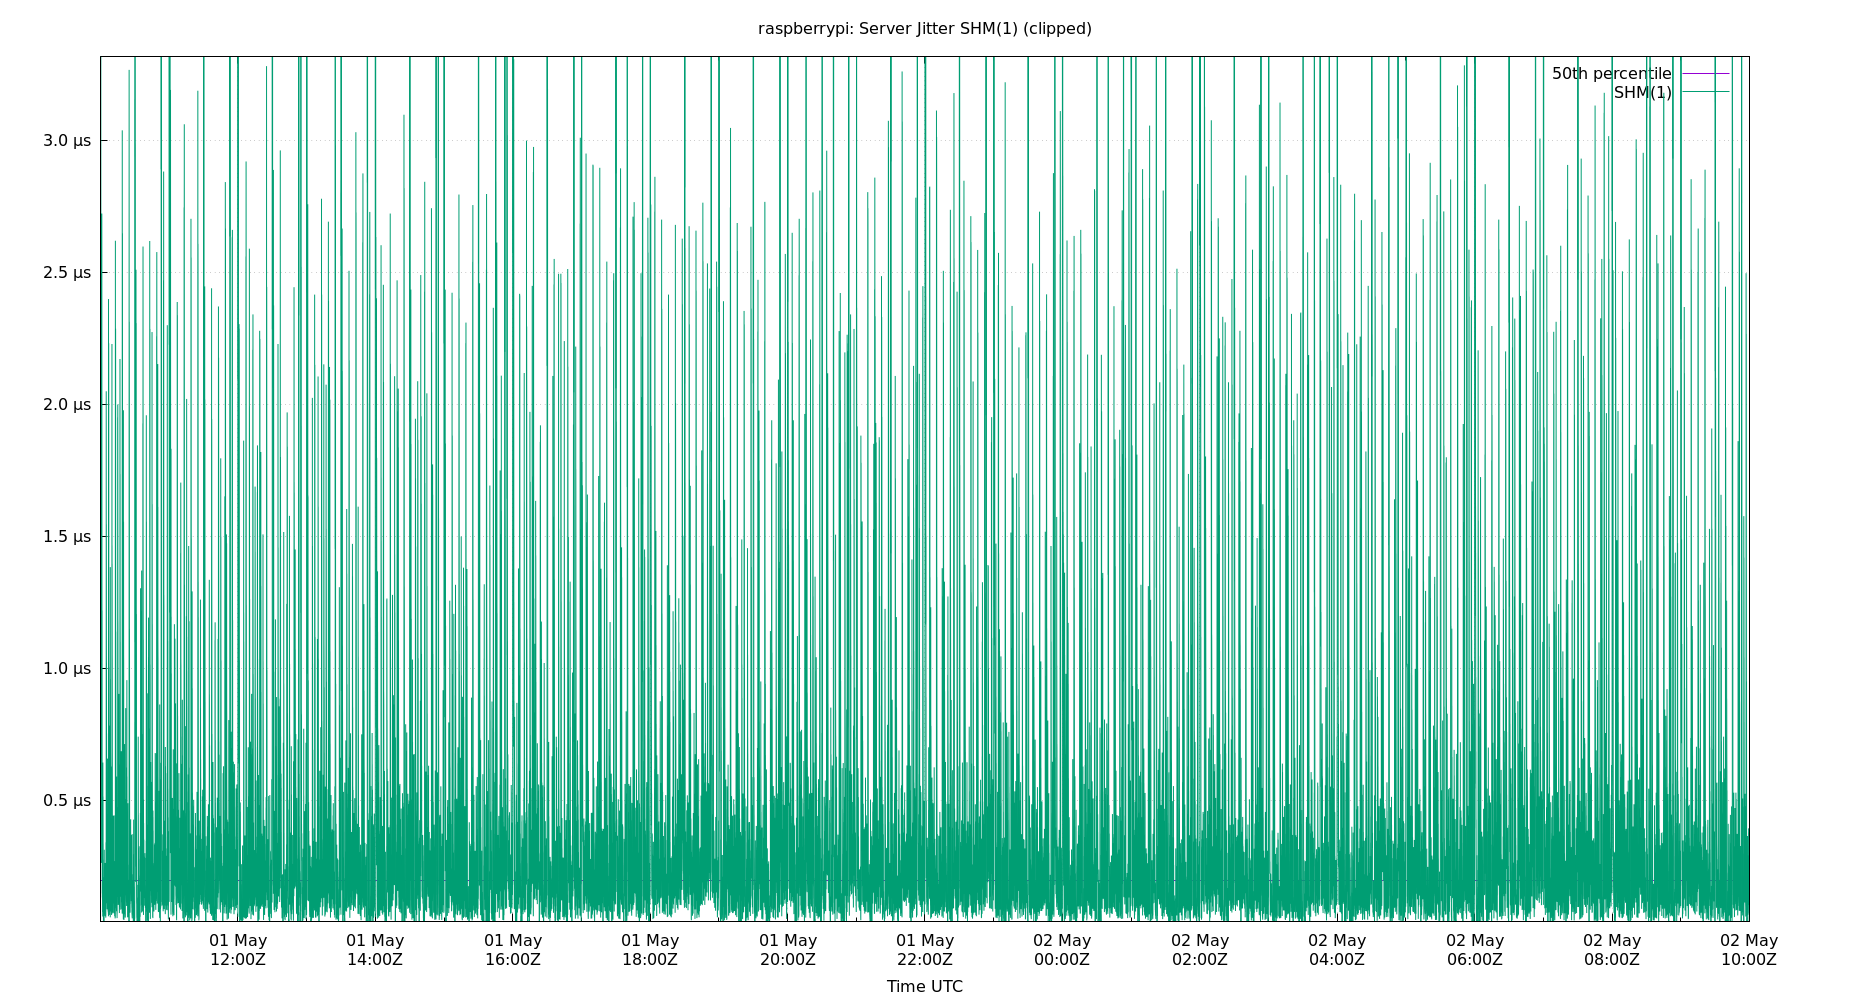 raspberrypi: Server Jitter SHM(1) (clipped)
50th percentile
SHM(1)
3.0 µs
2.5 µs
2.0 µs
1.5 µs
1.0 µs
0.5 µs
01 May 01 May 01 May 01 May 01 May 01 May 02 May 02 May 02 May 02 May 02 May 02 May
12:00Z 14:00Z 16:00Z 18:00Z 20:00Z 22:00Z 00:00Z 02:00Z 04:00Z 06:00Z 08:00Z 10:00Z
Time UTC